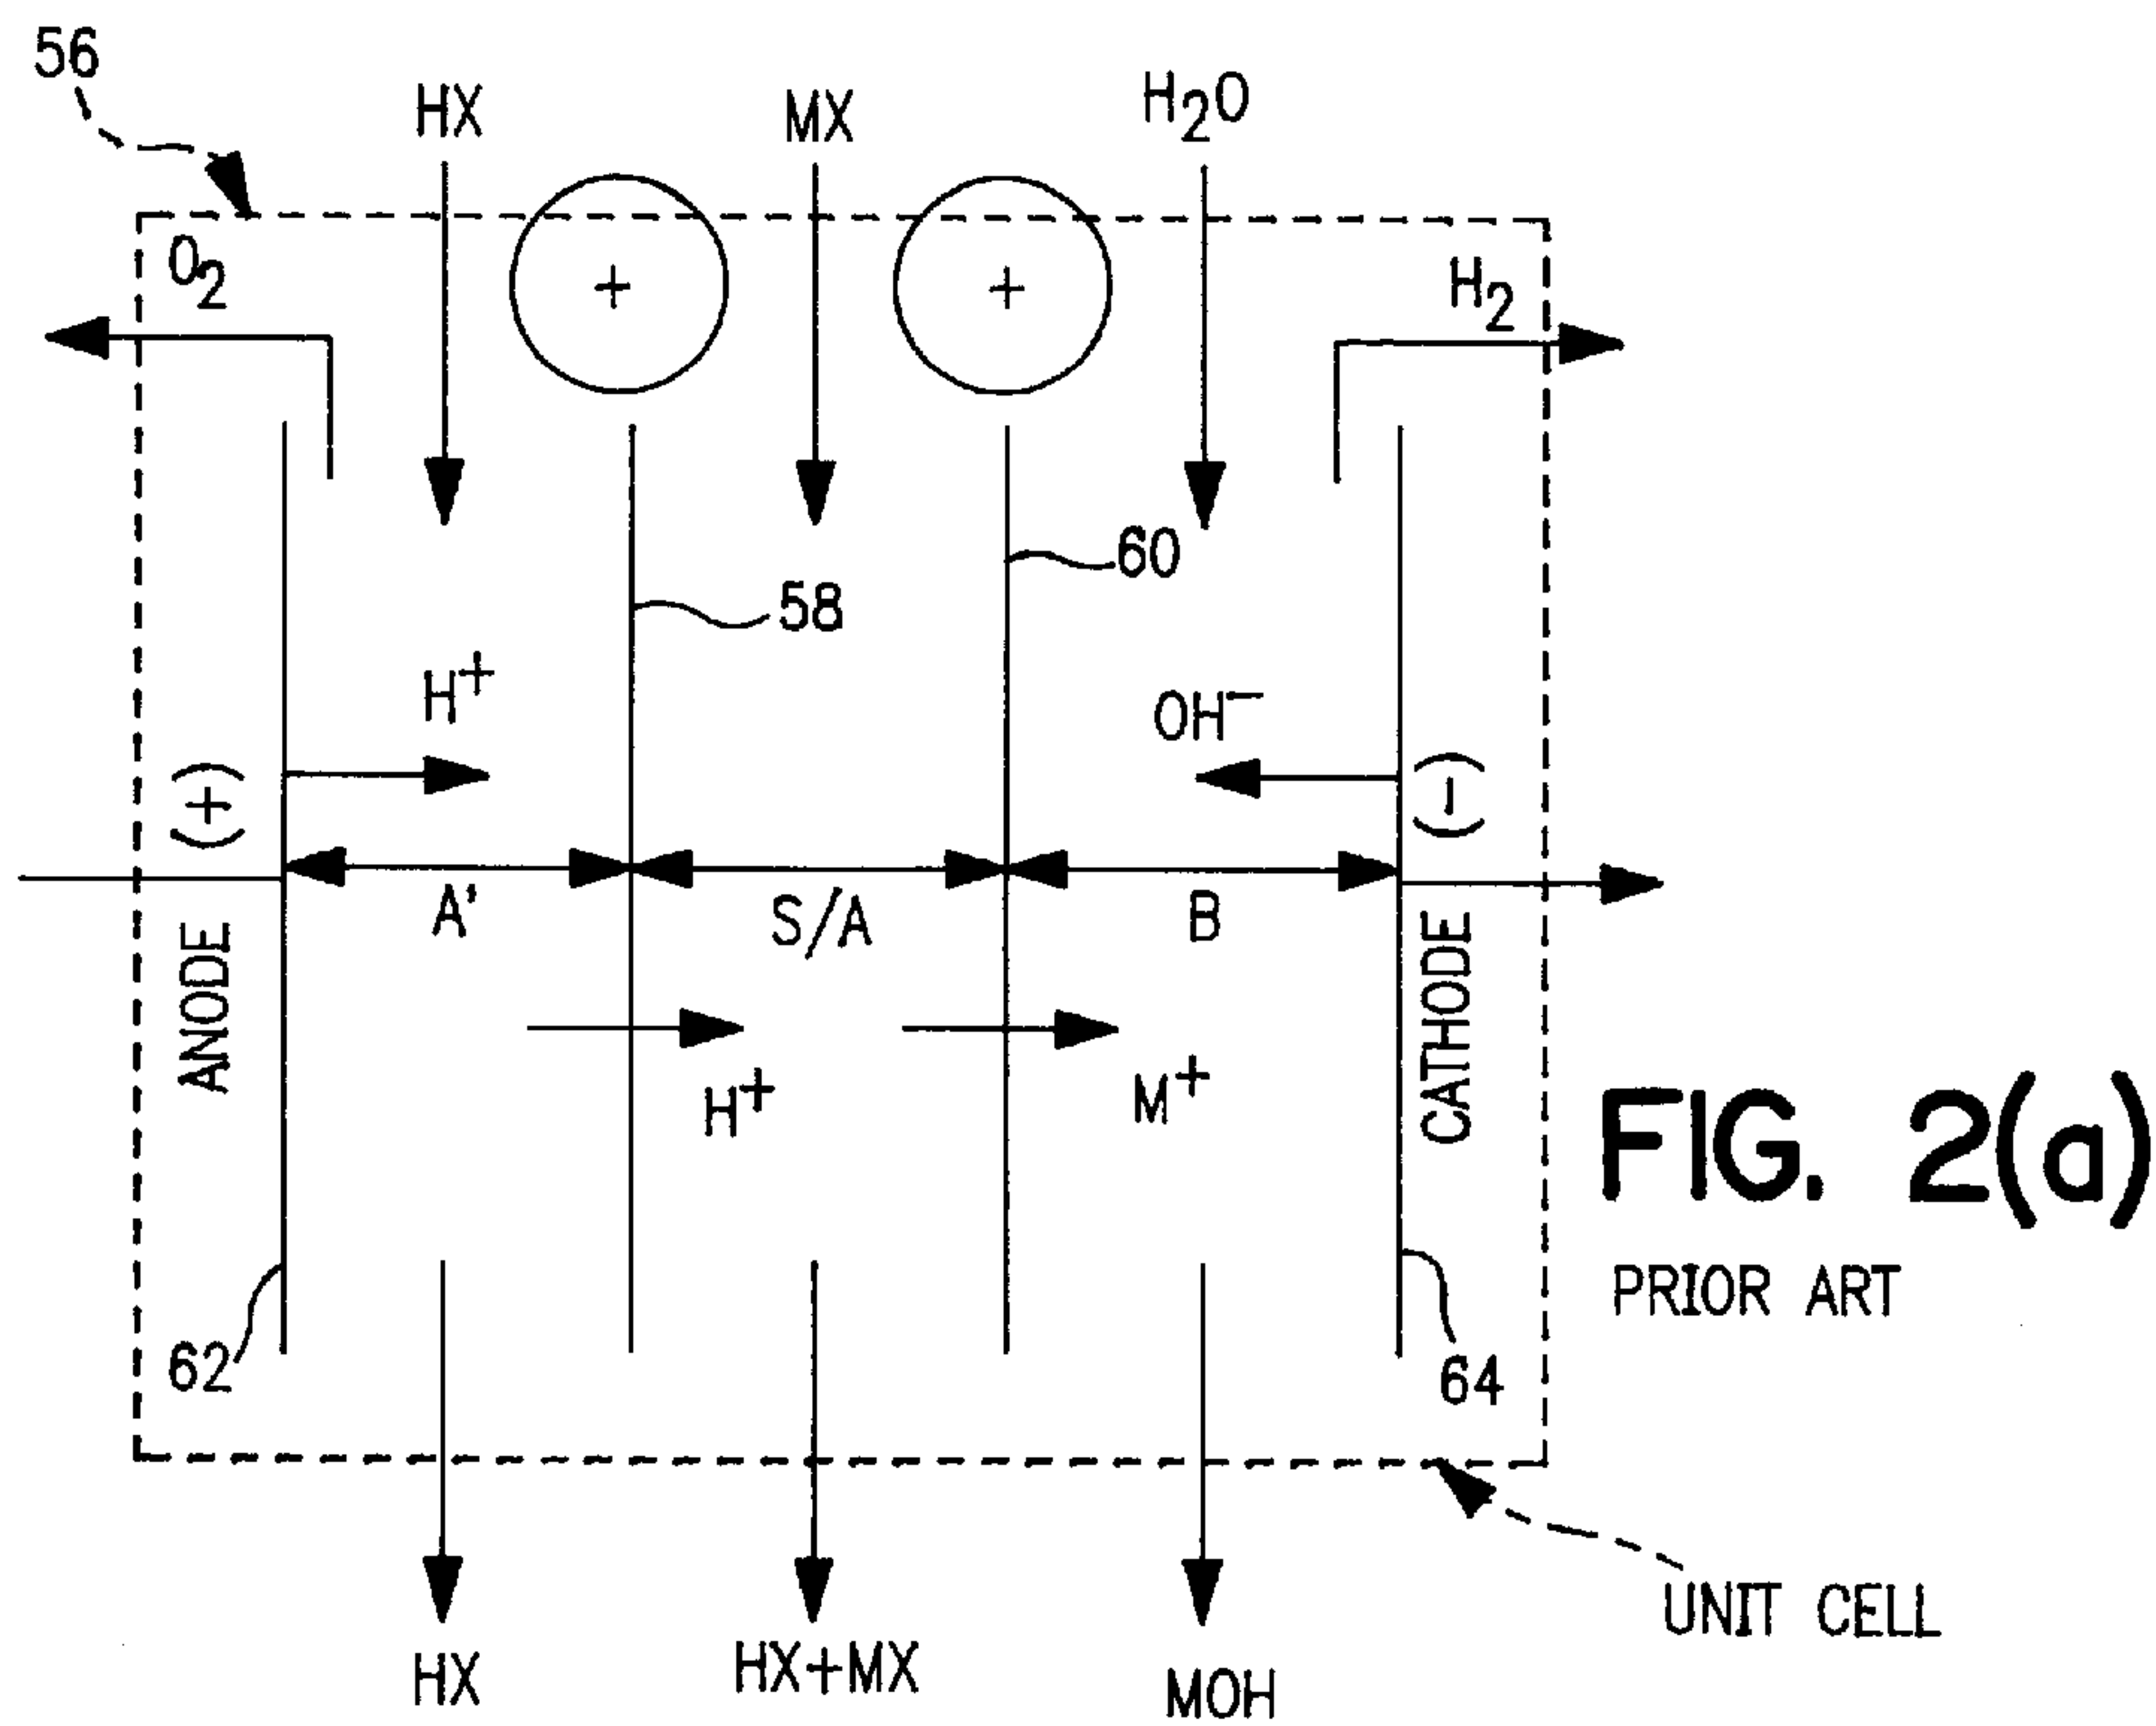 56
HX
MX
H₂O
O₂
+
+
H₂
60
58
H⁺
OH⁻
(+)
(-)
A'
S/A
B
ANODE
CATHODE
H⁺
M⁺
FIG. 2(a)
PRIOR ART
62
64
UNIT CELL
HX
HX+MX
MOH